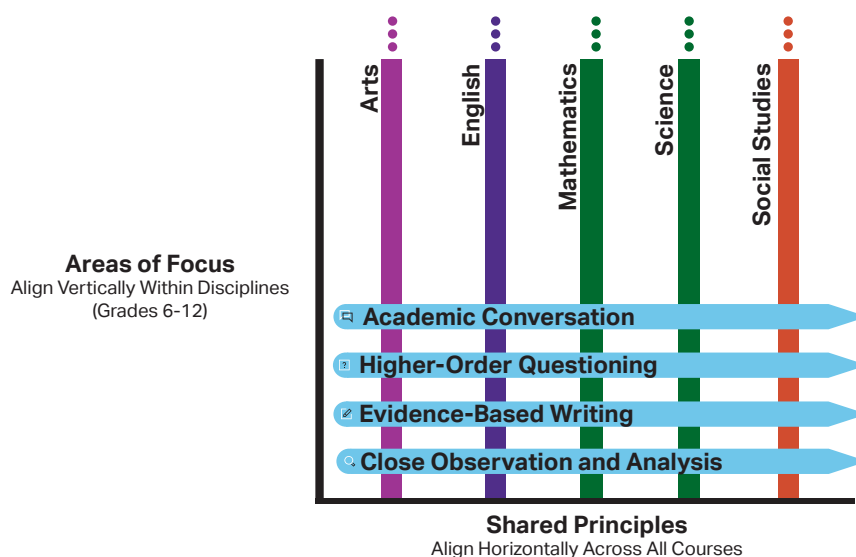 Arts
English
Mathematics
Science
Social Studies
Areas of Focus
Align Vertically Within Disciplines
(Grades 6-12)
Academic Conversation
? Higher-Order Questioning
Evidence-Based Writing
Close Observation and Analysis
Shared Principles
Align Horizontally Across All Courses